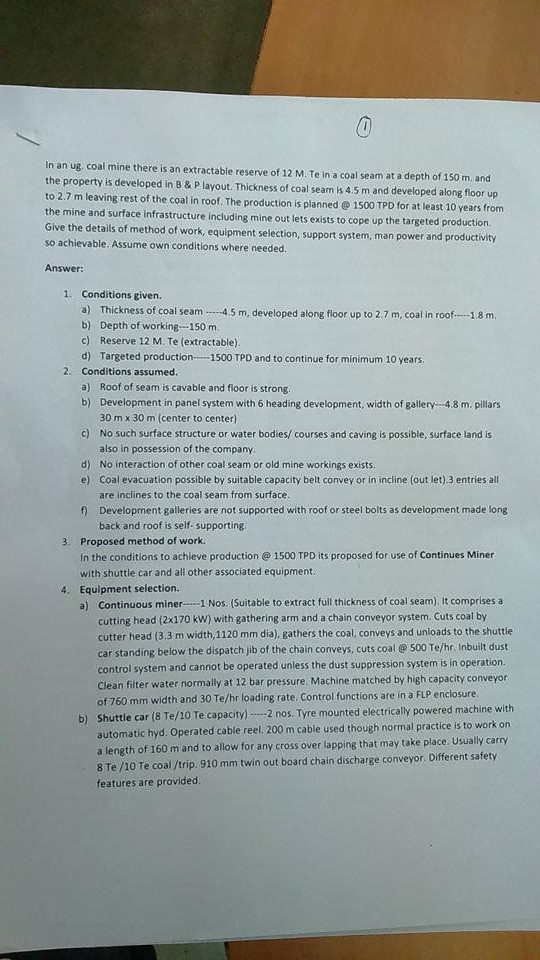 1
In an ug. coal mine there is an extractable reserve of 12 M. Te in a coal seam at a depth of 150 m. and
the property is developed in B & P layout. Thickness of coal seam is 4.5 m and developed along floor up
to 2.7 m leaving rest of the coal in roof. The production is planned @ 1500 TPD for at least 10 years from
the mine and surface infrastructure including mine out lets exists to cope up the targeted production.
Give the details of method of work, equipment selection, support system, man power and productivity
so achievable. Assume own conditions where needed.
Answer:
1. Conditions given.
a) Thickness of coal seam -----4.5 m, developed along floor up to 2.7 m, coal in roof-----1.8 m.
b) Depth of working---150 m.
c) Reserve 12 M. Te (extractable).
d) Targeted production-----1500 TPD and to continue for minimum 10 years.
2. Conditions assumed.
a) Roof of seam is cavable and floor is strong.
b) Development in panel system with 6 heading development, width of gallery---4.8 m. pillars
30 m x 30 m (center to center)
c) No such surface structure or water bodies/ courses and caving is possible, surface land is
also in possession of the company.
d) No interaction of other coal seam or old mine workings exists.
e) Coal evacuation possible by suitable capacity belt convey or in incline (out let).3 entries all
are inclines to the coal seam from surface.
f) Development galleries are not supported with roof or steel bolts as development made long
back and roof is self- supporting.
3. Proposed method of work.
In the conditions to achieve production @ 1500 TPD its proposed for use of Continues Miner
with shuttle car and all other associated equipment.
4. Equipment selection.
a) Continuous miner-----1 Nos. (Suitable to extract full thickness of coal seam). It comprises a
cutting head (2x170 kW) with gathering arm and a chain conveyor system. Cuts coal by
cutter head (3.3 m width,1120 mm dia), gathers the coal, conveys and unloads to the shuttle
car standing below the dispatch jib of the chain conveys, cuts coal @ 500 Te/hr. Inbuilt dust
control system and cannot be operated unless the dust suppression system is in operation.
Clean filter water normally at 12 bar pressure. Machine matched by high capacity conveyor
of 760 mm width and 30 Te/hr loading rate. Control functions are in a FLP enclosure.
b) Shuttle car (8 Te/10 Te capacity) -----2 nos. Tyre mounted electrically powered machine with
automatic hyd. Operated cable reel. 200 m cable used though normal practice is to work on
a length of 160 m and to allow for any cross over lapping that may take place. Usually carry
8 Te /10 Te coal /trip. 910 mm twin out board chain discharge conveyor. Different safety
features are provided.